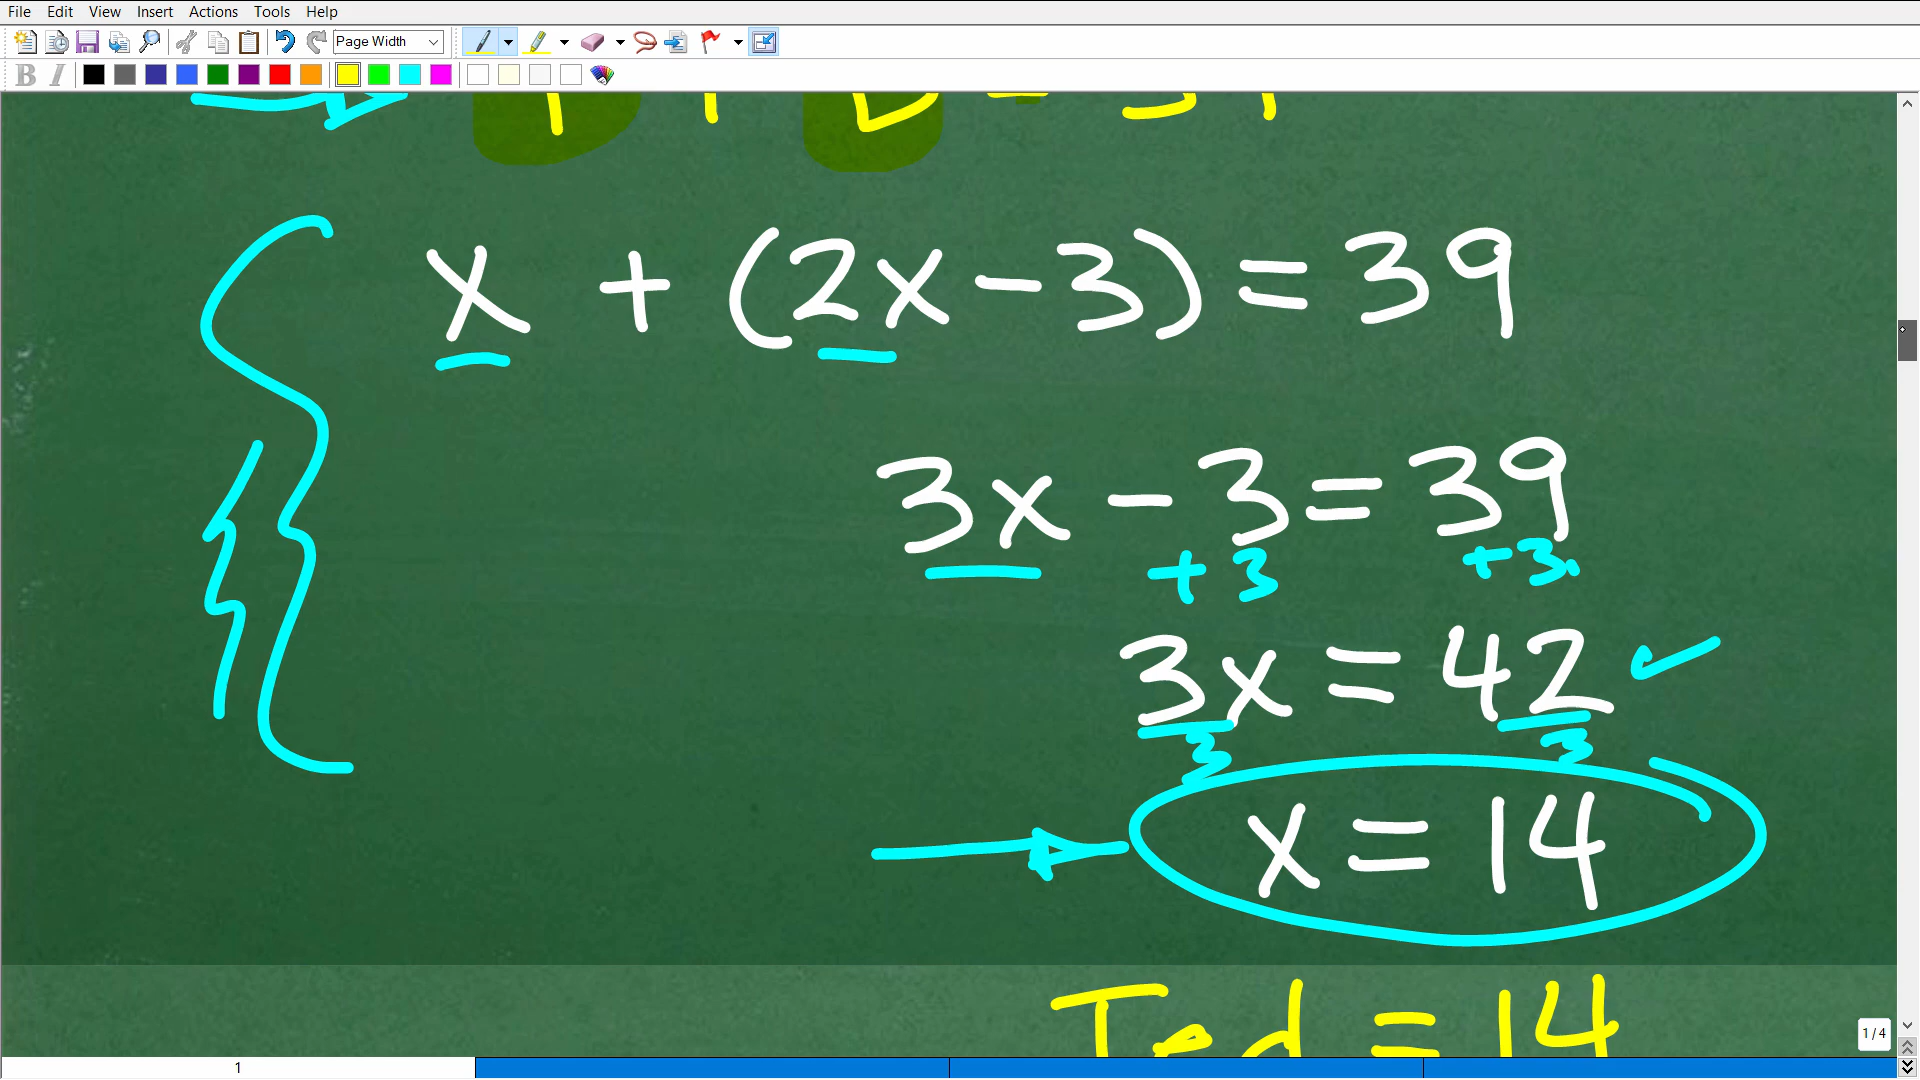 File Edit View Insert Actions Tools Help
Page Width
B I
x + (2x - 3) = 39
3x - 3 = 39
+ 3 + 3
3x = 42
3 3
x = 14
Ted = 14
1 / 4
1